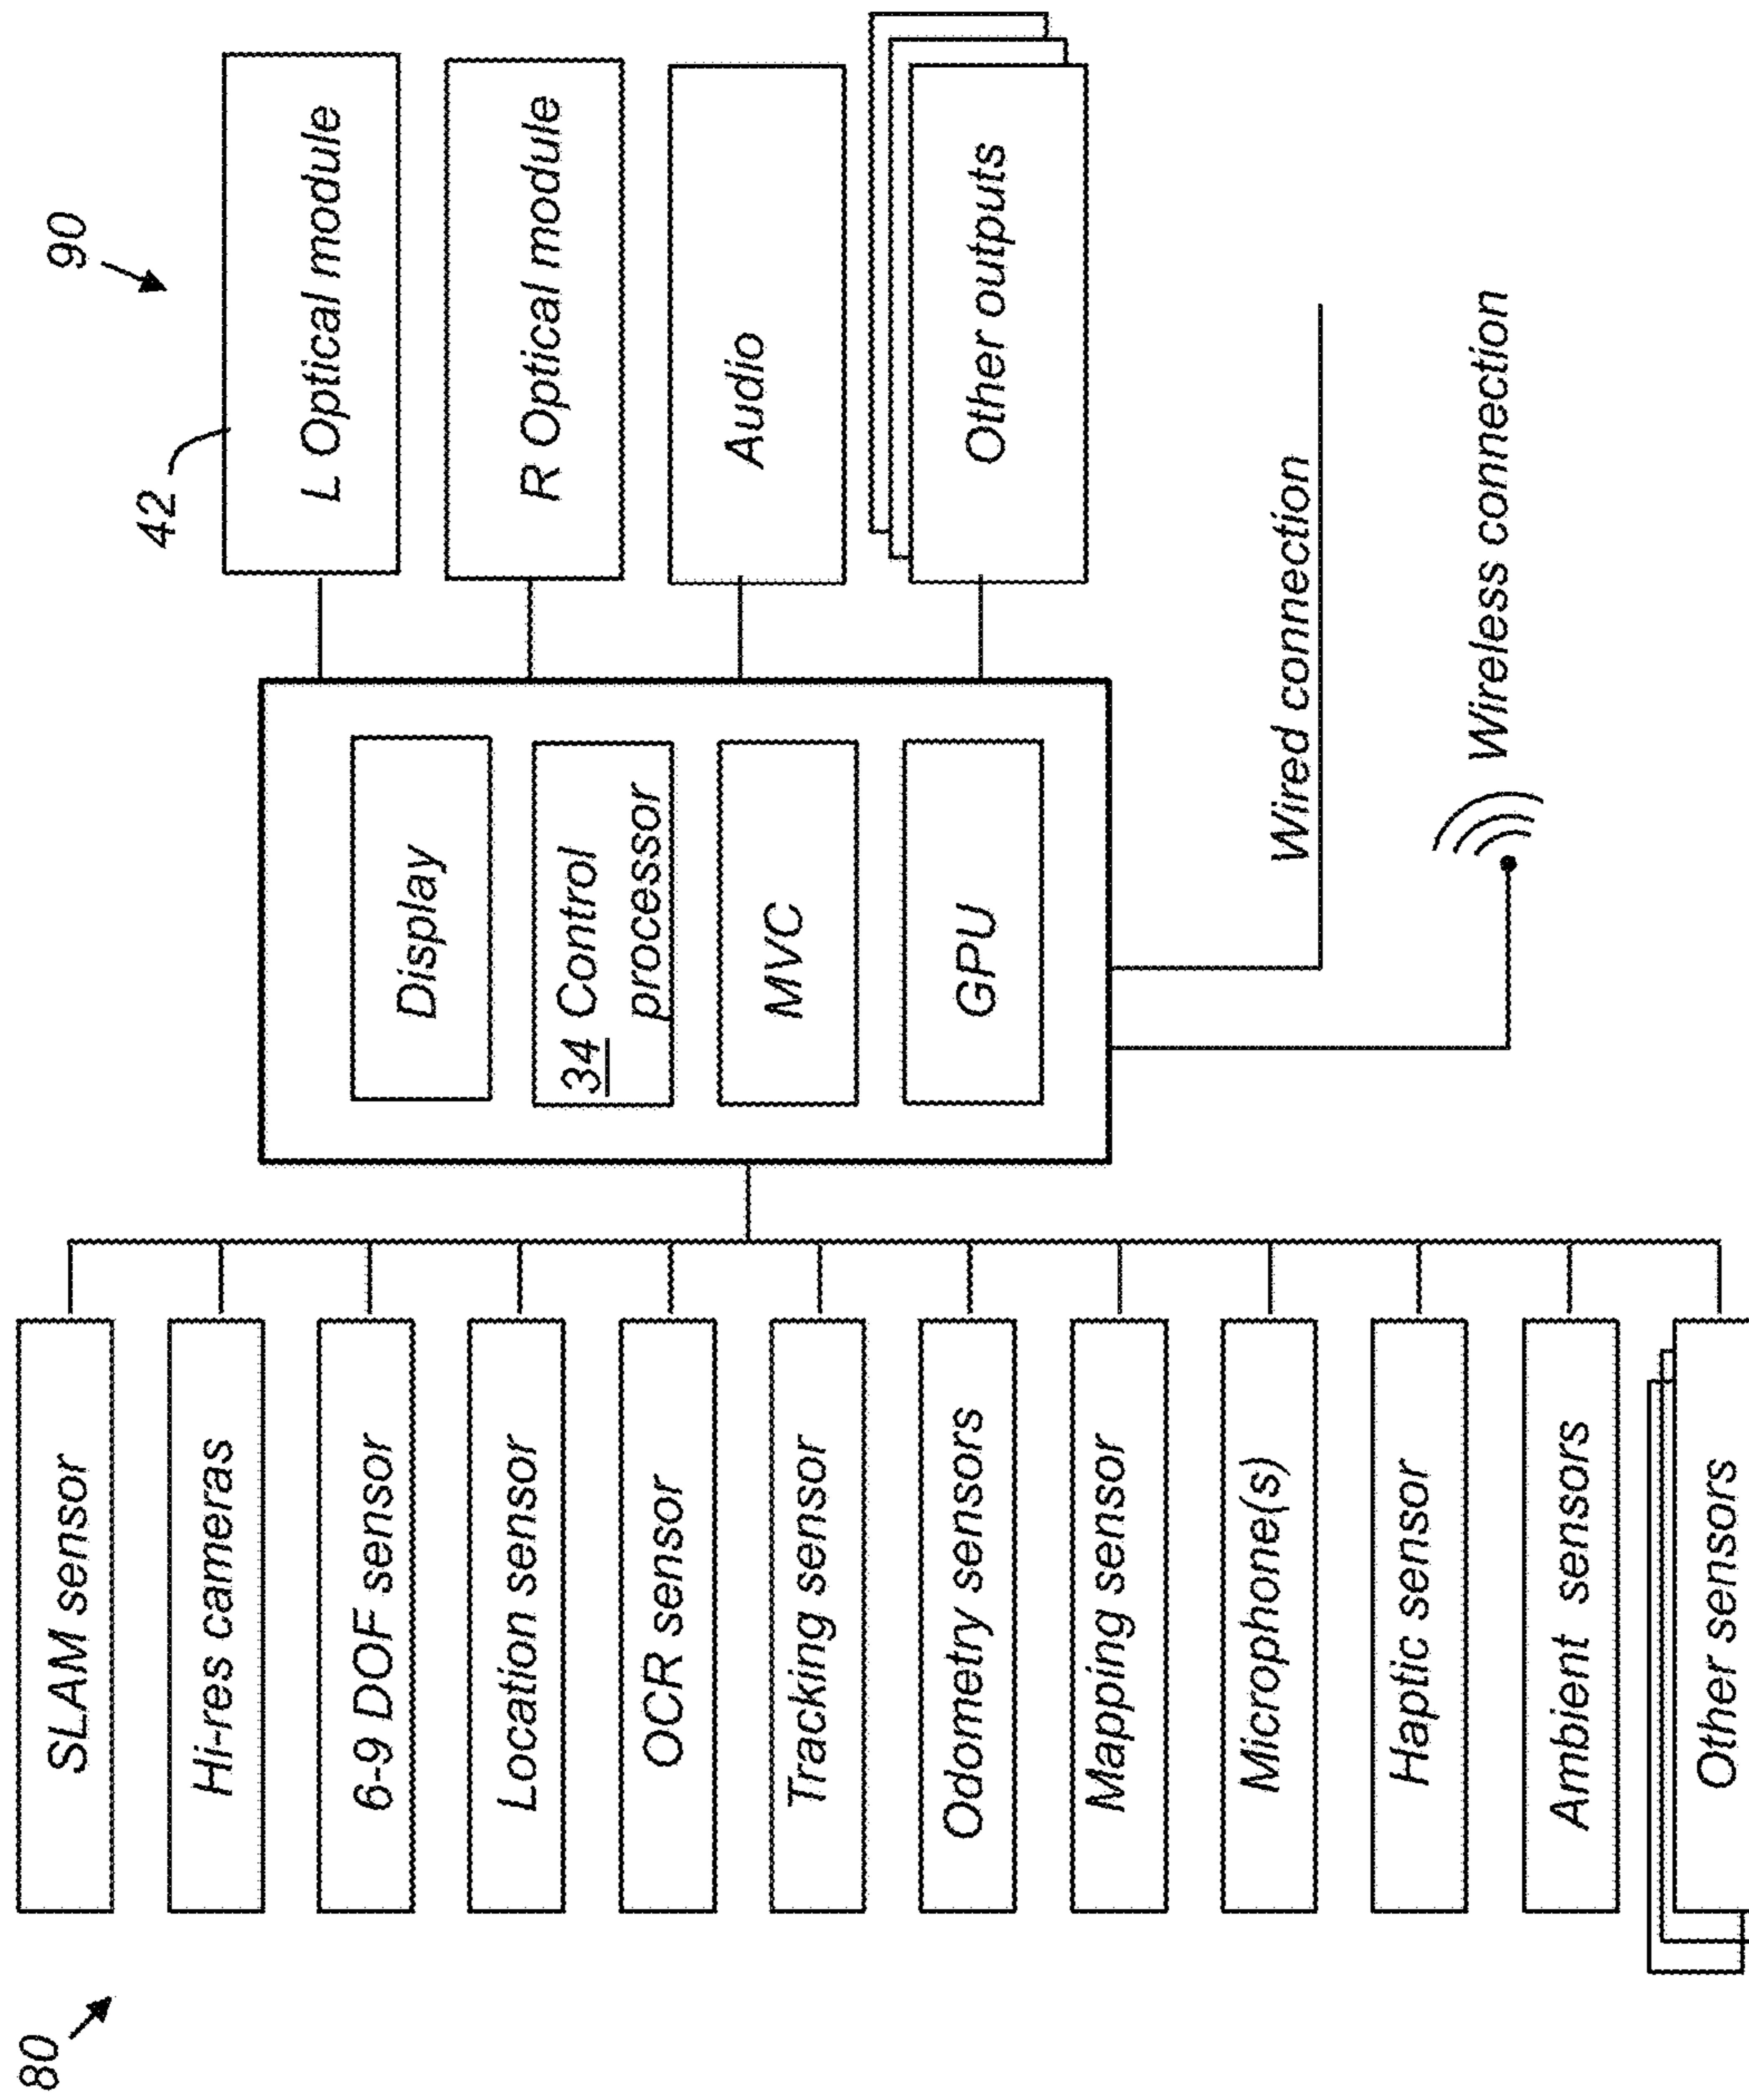 80
SLAM sensor
Hi-res cameras
6-9 DOF sensor
Location sensor
OCR sensor
Tracking sensor
Odometry sensors
Mapping sensor
Microphone(s)
Haptic sensor
Ambient sensors
Other sensors
Display
34 Control
processor
MVC
GPU
90
42
L Optical module
R Optical module
Audio
Other outputs
Wired connection
Wireless connection